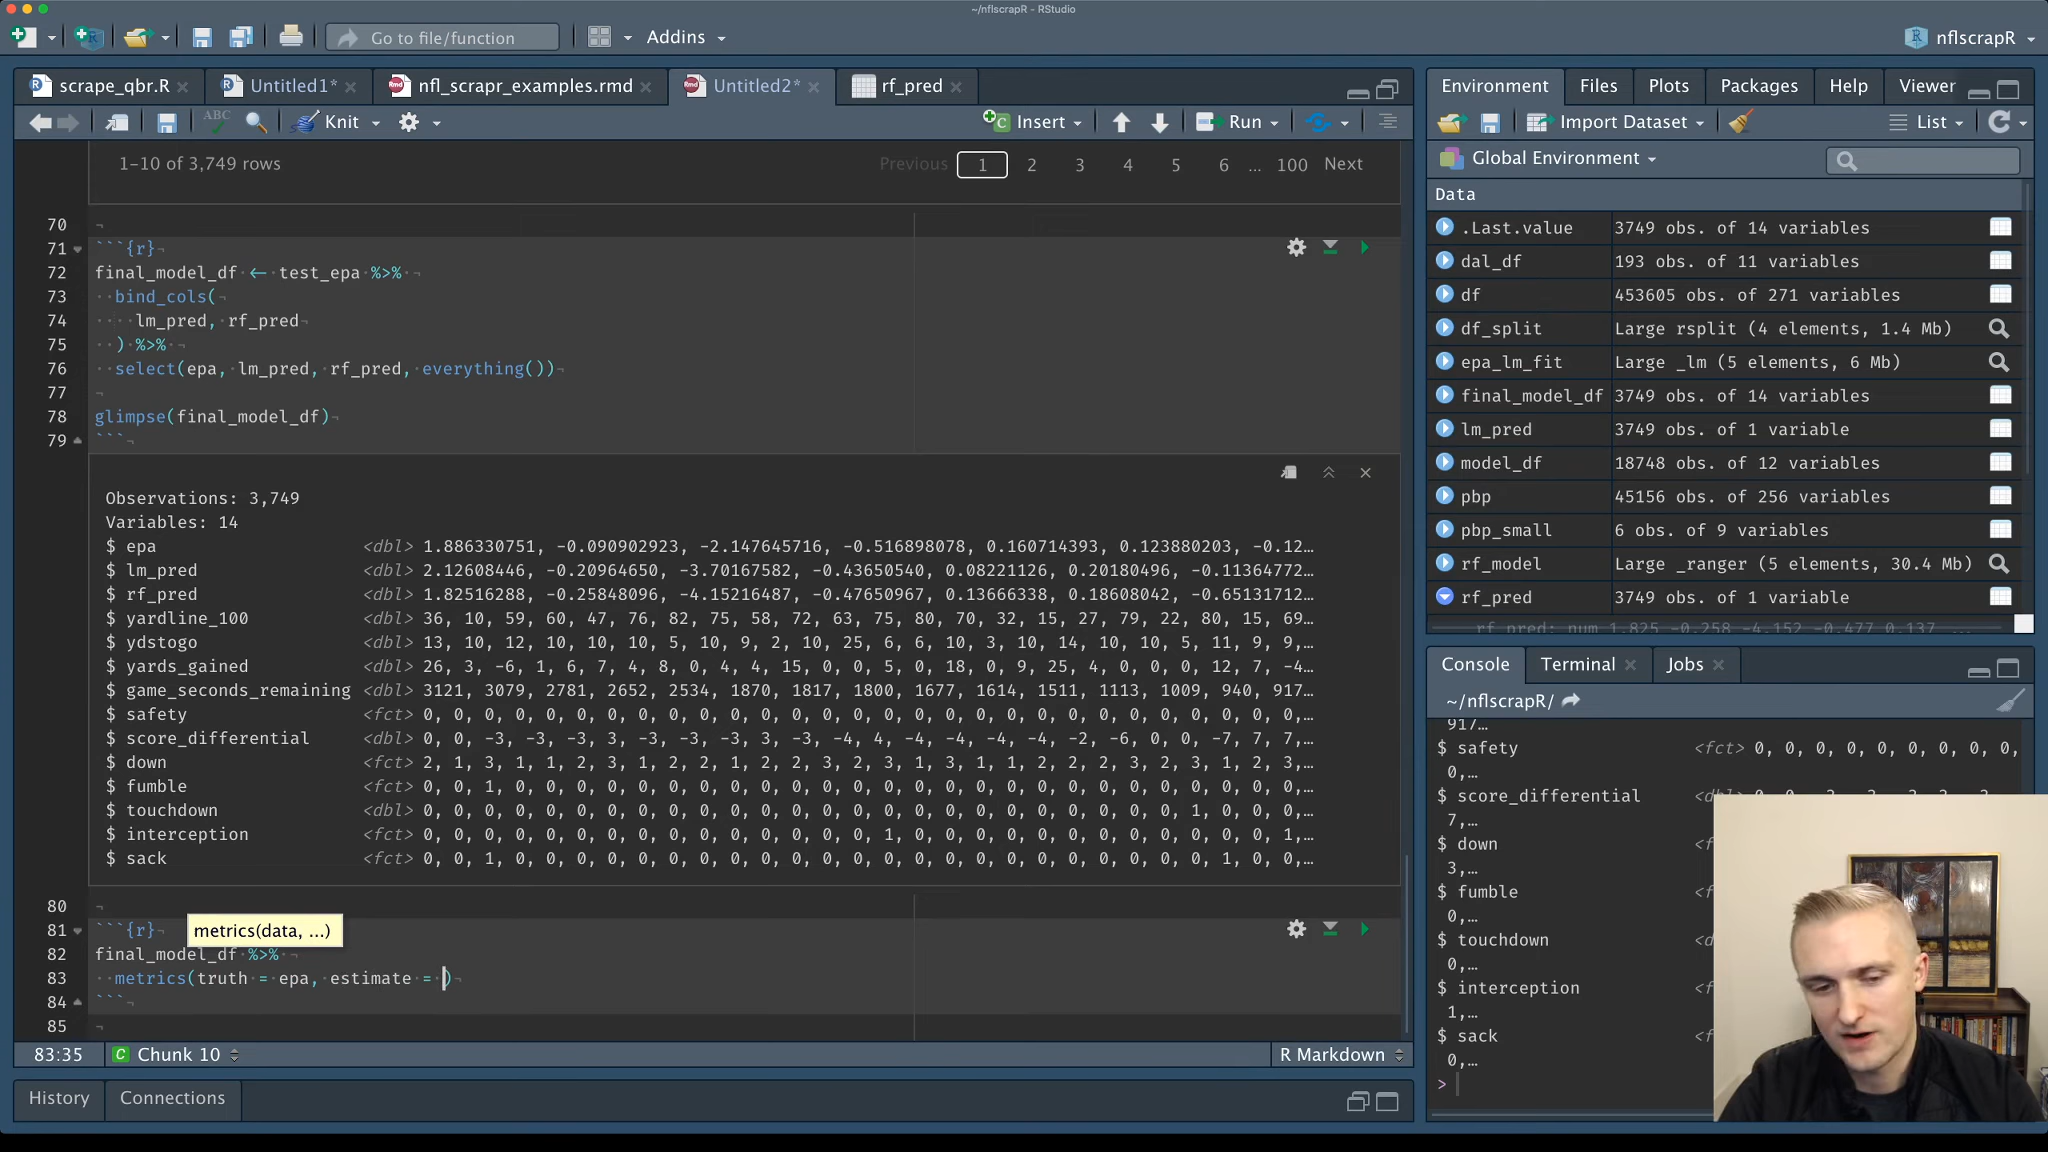 ~/nflscrapR - RStudio
Go to file/function
Addins
nflscrapR
scrape_qbr.R
Untitled1*
nfl_scrapr_examples.rmd
Untitled2*
rf_pred
ABC
Knit
Insert
Run
1-10 of 3,749 rows
Previous 1 2 3 4 5 6 ... 100 Next
70
71 ```{r}
72 final_model_df <- test_epa %>%
73 bind_cols(
74 lm_pred, rf_pred
75 ) %>%
76 select(epa, lm_pred, rf_pred, everything())
77
78 glimpse(final_model_df)
79 ```
Observations: 3,749
Variables: 14
$ epa <dbl> 1.886330751, -0.090902923, -2.147645716, -0.516898078, 0.160714393, 0.123880203, -0.12…
$ lm_pred <dbl> 2.12608446, -0.20964650, -3.70167582, -0.43650540, 0.08221126, 0.20180496, -0.11364772…
$ rf_pred <dbl> 1.82516288, -0.25848096, -4.15216487, -0.47650967, 0.13666338, 0.18608042, -0.65131712…
$ yardline_100 <dbl> 36, 10, 59, 60, 47, 76, 82, 75, 58, 72, 63, 75, 80, 70, 32, 15, 27, 79, 22, 80, 15, 69…
$ ydstogo <dbl> 13, 10, 12, 10, 10, 10, 5, 10, 9, 2, 10, 25, 6, 6, 10, 3, 10, 14, 10, 10, 5, 11, 9, 9,…
$ yards_gained <dbl> 26, 3, -6, 1, 6, 7, 4, 8, 0, 4, 4, 15, 0, 0, 5, 0, 18, 0, 9, 25, 4, 0, 0, 0, 12, 7, -4…
$ game_seconds_remaining <dbl> 3121, 3079, 2781, 2652, 2534, 1870, 1817, 1800, 1677, 1614, 1511, 1113, 1009, 940, 917…
$ safety <fct> 0, 0, 0, 0, 0, 0, 0, 0, 0, 0, 0, 0, 0, 0, 0, 0, 0, 0, 0, 0, 0, 0, 0, 0, 0, 0, 0, 0, 0,…
$ score_differential <dbl> 0, 0, -3, -3, -3, 3, -3, -3, -3, 3, -3, -4, 4, -4, -4, -4, -4, -2, -6, 0, 0, -7, 7, 7,…
$ down <fct> 2, 1, 3, 1, 1, 2, 3, 1, 2, 2, 1, 2, 2, 3, 2, 3, 1, 3, 1, 1, 2, 2, 2, 3, 2, 3, 1, 2, 3,…
$ fumble <fct> 0, 0, 1, 0, 0, 0, 0, 0, 0, 0, 0, 0, 0, 0, 0, 0, 0, 0, 0, 0, 0, 0, 0, 0, 0, 0, 0, 0, 0,…
$ touchdown <dbl> 0, 0, 0, 0, 0, 0, 0, 0, 0, 0, 0, 0, 0, 0, 0, 0, 0, 0, 0, 0, 0, 0, 0, 0, 0, 1, 0, 0, 0,…
$ interception <fct> 0, 0, 0, 0, 0, 0, 0, 0, 0, 0, 0, 0, 0, 0, 0, 1, 0, 0, 0, 0, 0, 0, 0, 0, 0, 0, 0, 0, 1,…
$ sack <fct> 0, 0, 1, 0, 0, 0, 0, 0, 0, 0, 0, 0, 0, 0, 0, 0, 0, 0, 0, 0, 0, 0, 0, 0, 0, 0, 1, 0, 0,…
80
81 ```{r}
metrics(data, ...)
82 final_model_df %>%
83 metrics(truth = epa, estimate = )
84 ```
85
83:35 Chunk 10 R Markdown
History Connections
Environment Files Plots Packages Help Viewer
Import Dataset List
Global Environment
Data
.Last.value 3749 obs. of 14 variables
dal_df 193 obs. of 11 variables
df 453605 obs. of 271 variables
df_split Large rsplit (4 elements, 1.4 Mb)
epa_lm_fit Large _lm (5 elements, 6 Mb)
final_model_df 3749 obs. of 14 variables
lm_pred 3749 obs. of 1 variable
model_df 18748 obs. of 12 variables
pbp 45156 obs. of 256 variables
pbp_small 6 obs. of 9 variables
rf_model Large _ranger (5 elements, 30.4 Mb)
rf_pred 3749 obs. of 1 variable
rf_pred: num 1.825 -0.258 -4.152 -0.477 0.137 ...
Console Terminal Jobs
~/nflscrapR/
917…
$ safety <fct> 0, 0, 0, 0, 0, 0, 0, 0,
0,…
$ score_differential
7,…
$ down
3,…
$ fumble
0,…
$ touchdown
0,…
$ interception
1,…
$ sack
0,…
>